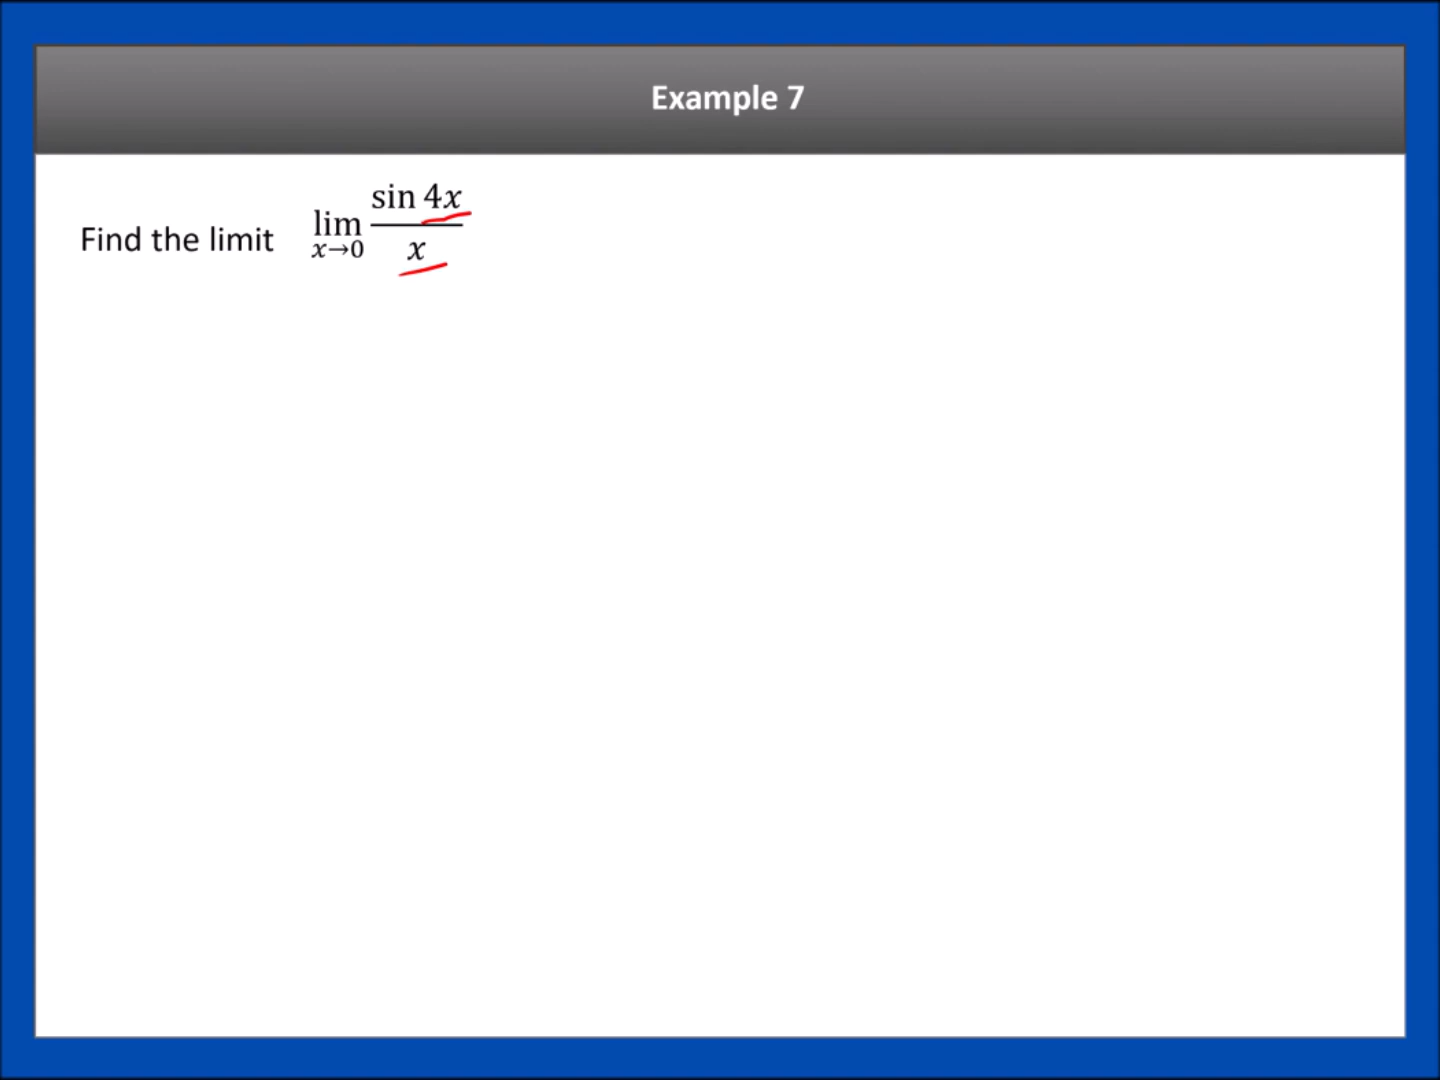 Example 7
Find the limit lim x→0 sin 4x / x